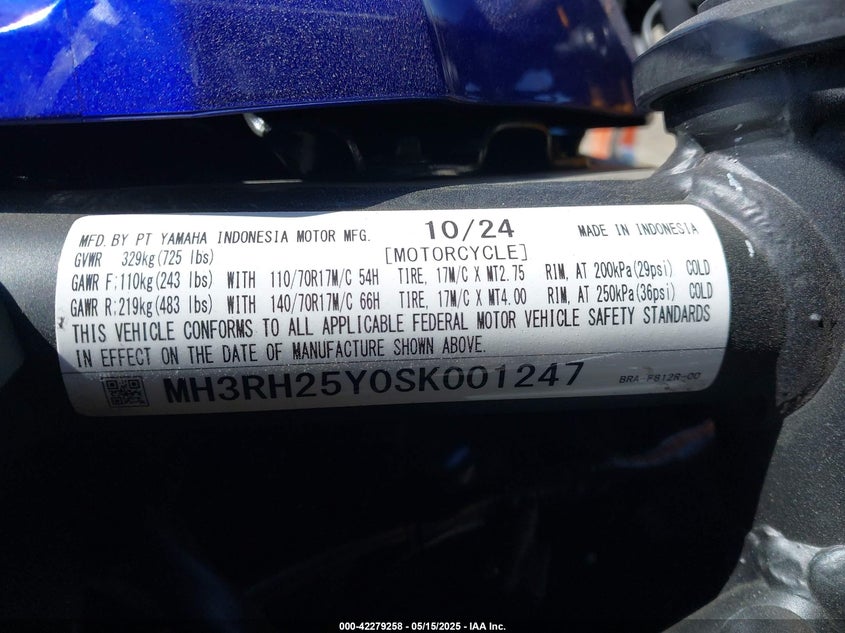 MFD. BY PT YAMAHA INDONESIA MOTOR MFG. 10/24 MADE IN INDONESIA
GVWR 329kg(725 lbs) [MOTORCYCLE]
GAWR F:110kg(243 lbs) WITH 110/70R17M/C 54H TIRE, 17M/C X MT2.75 RIM, AT 200kPa(29psi) COLD
GAWR R:219kg(483 lbs) WITH 140/70R17M/C 66H TIRE, 17M/C X MT4.00 RIM, AT 250kPa(36psi) COLD
THIS VEHICLE CONFORMS TO ALL APPLICABLE FEDERAL MOTOR VEHICLE SAFETY STANDARDS
IN EFFECT ON THE DATE OF MANUFACTURE SHOWN ABOVE.
MH3RH25Y0SK001247 BRA-F812R-00
000-42279258 - 05/15/2025 - IAA Inc.